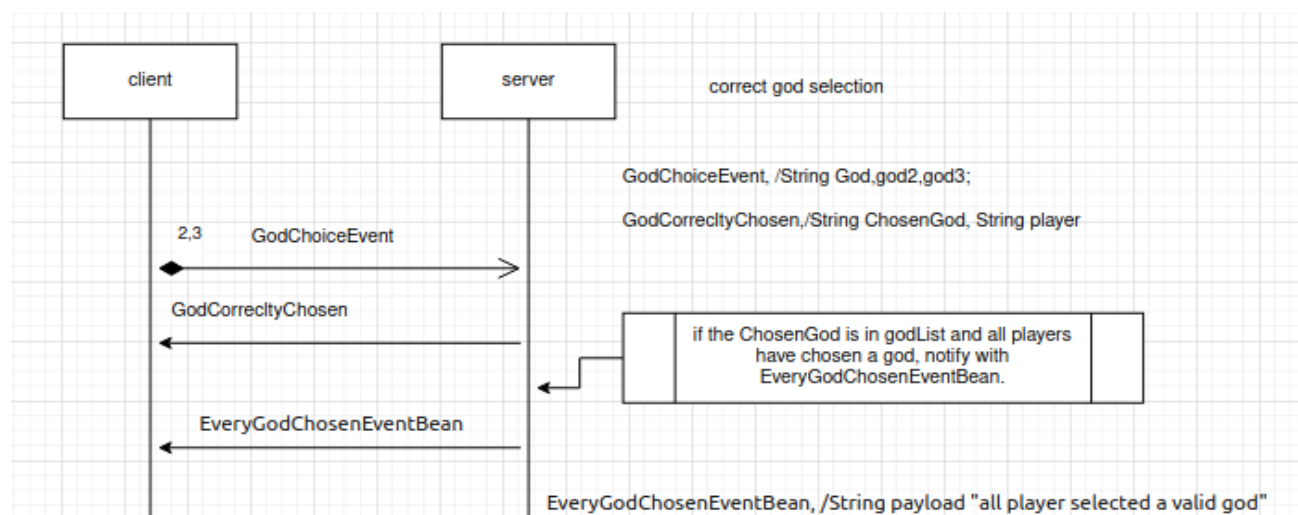 client
server
correct god selection
GodChoiceEvent, /String God,god2,god3;
GodCorrecltyChosen,/String ChosenGod, String player
2,3
GodChoiceEvent
GodCorrecltyChosen
if the ChosenGod is in godList and all players
have chosen a god, notify with
EveryGodChosenEventBean.
EveryGodChosenEventBean
EveryGodChosenEventBean, /String payload "all player selected a valid god"